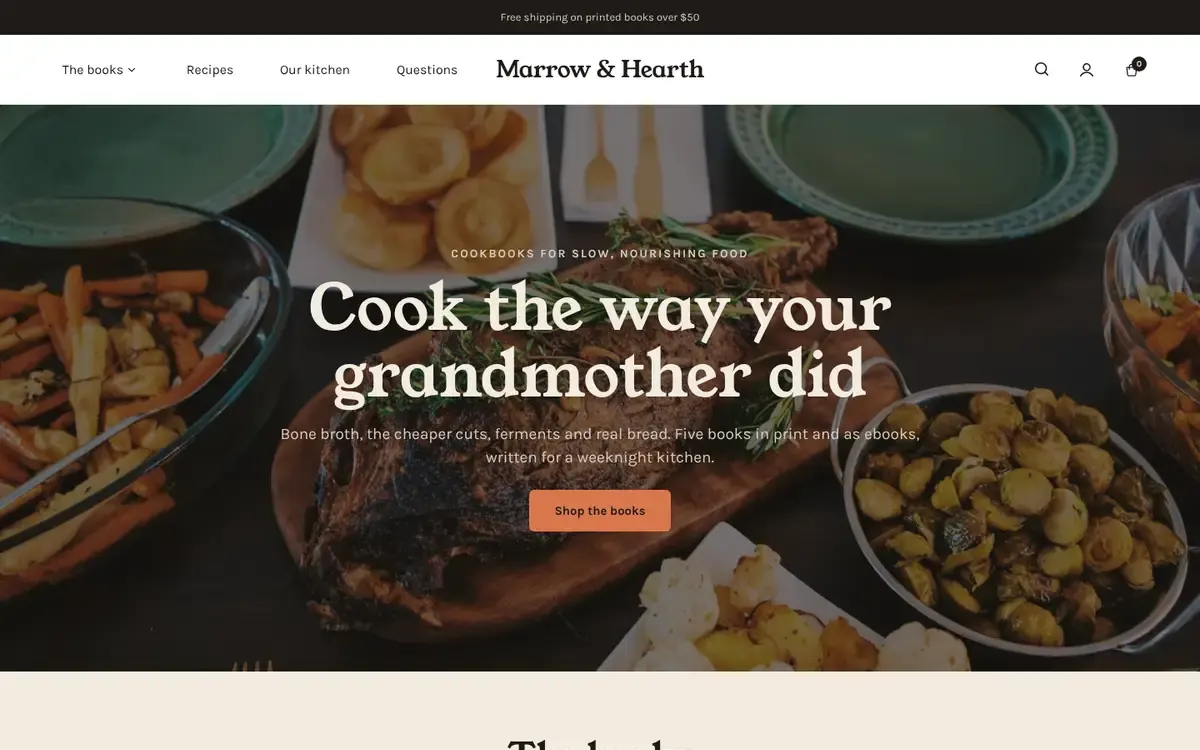 Free shipping on printed books over $50
The books
Recipes
Our kitchen
Questions
Marrow & Hearth
0
COOKBOOKS FOR SLOW, NOURISHING FOOD
Cook the way your
grandmother did
Bone broth, the cheaper cuts, ferments and real bread. Five books in print and as ebooks,
written for a weeknight kitchen.
Shop the books
The books